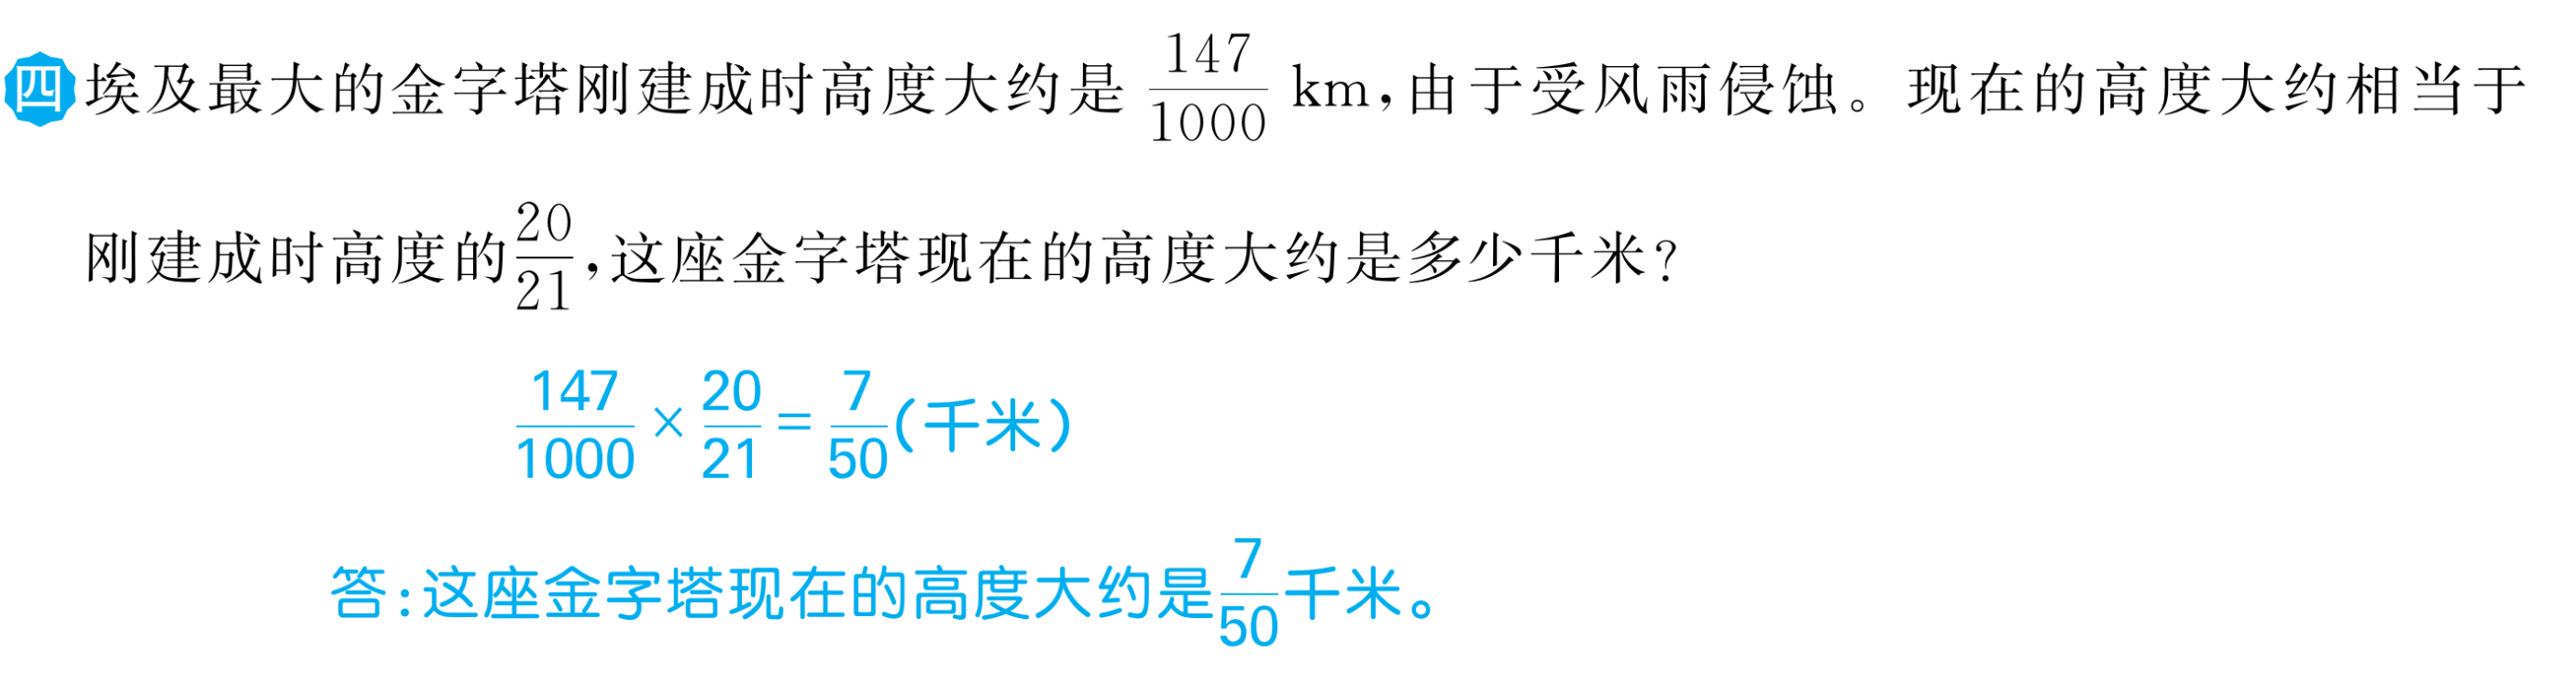 四 埃及最大的金字塔刚建成时高度大约是 147/1000 km，由于受风雨侵蚀。现在的高度大约相当于
刚建成时高度的20/21，这座金字塔现在的高度大约是多少千米？
147/1000 × 20/21 = 7/50(千米)
答：这座金字塔现在的高度大约是7/50千米。